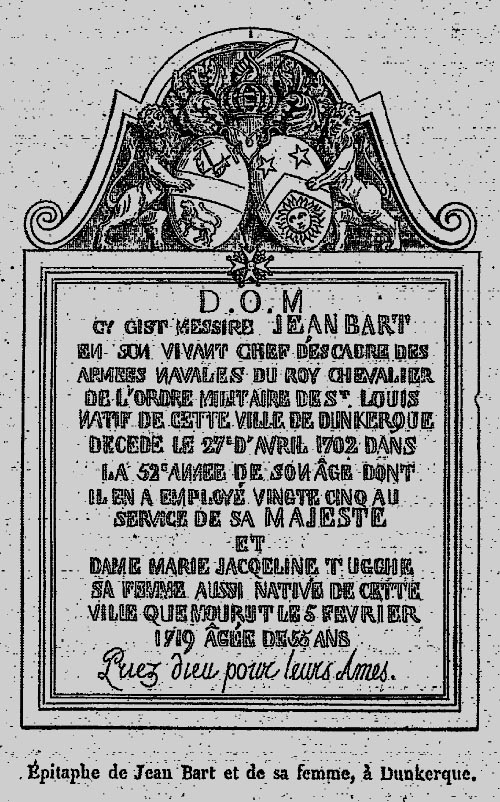 D.O.M
CY GIST MESSIRE JEAN BART
EN SON VIVANT CHEF D'ESCADRE DES
ARMEES NAVALES DU ROY CHEVALIER
DE L'ORDRE MILITAIRE DE St LOUIS
NATIF DE CETTE VILLE DE DUNKERQUE
DECEDE LE 27e D'AVRIL 1702 DANS
LA 52e ANNEE DE SON ÂGE DONT
IL EN A EMPLOYÉ VINGTE CINQ AU
SERVICE DE SA MAJESTE
ET
DAME MARIE JACQELINE TUGGHE
SA FEMME AUSSI NATIVE DE CETTE
VILLE QUE MOURUT LE 5 FEVRIER
1719 ÂGÉE DE 55 ANS
Priez dieu pour leurs Ames.
Épitaphe de Jean Bart et de sa femme, à Dunkerque.